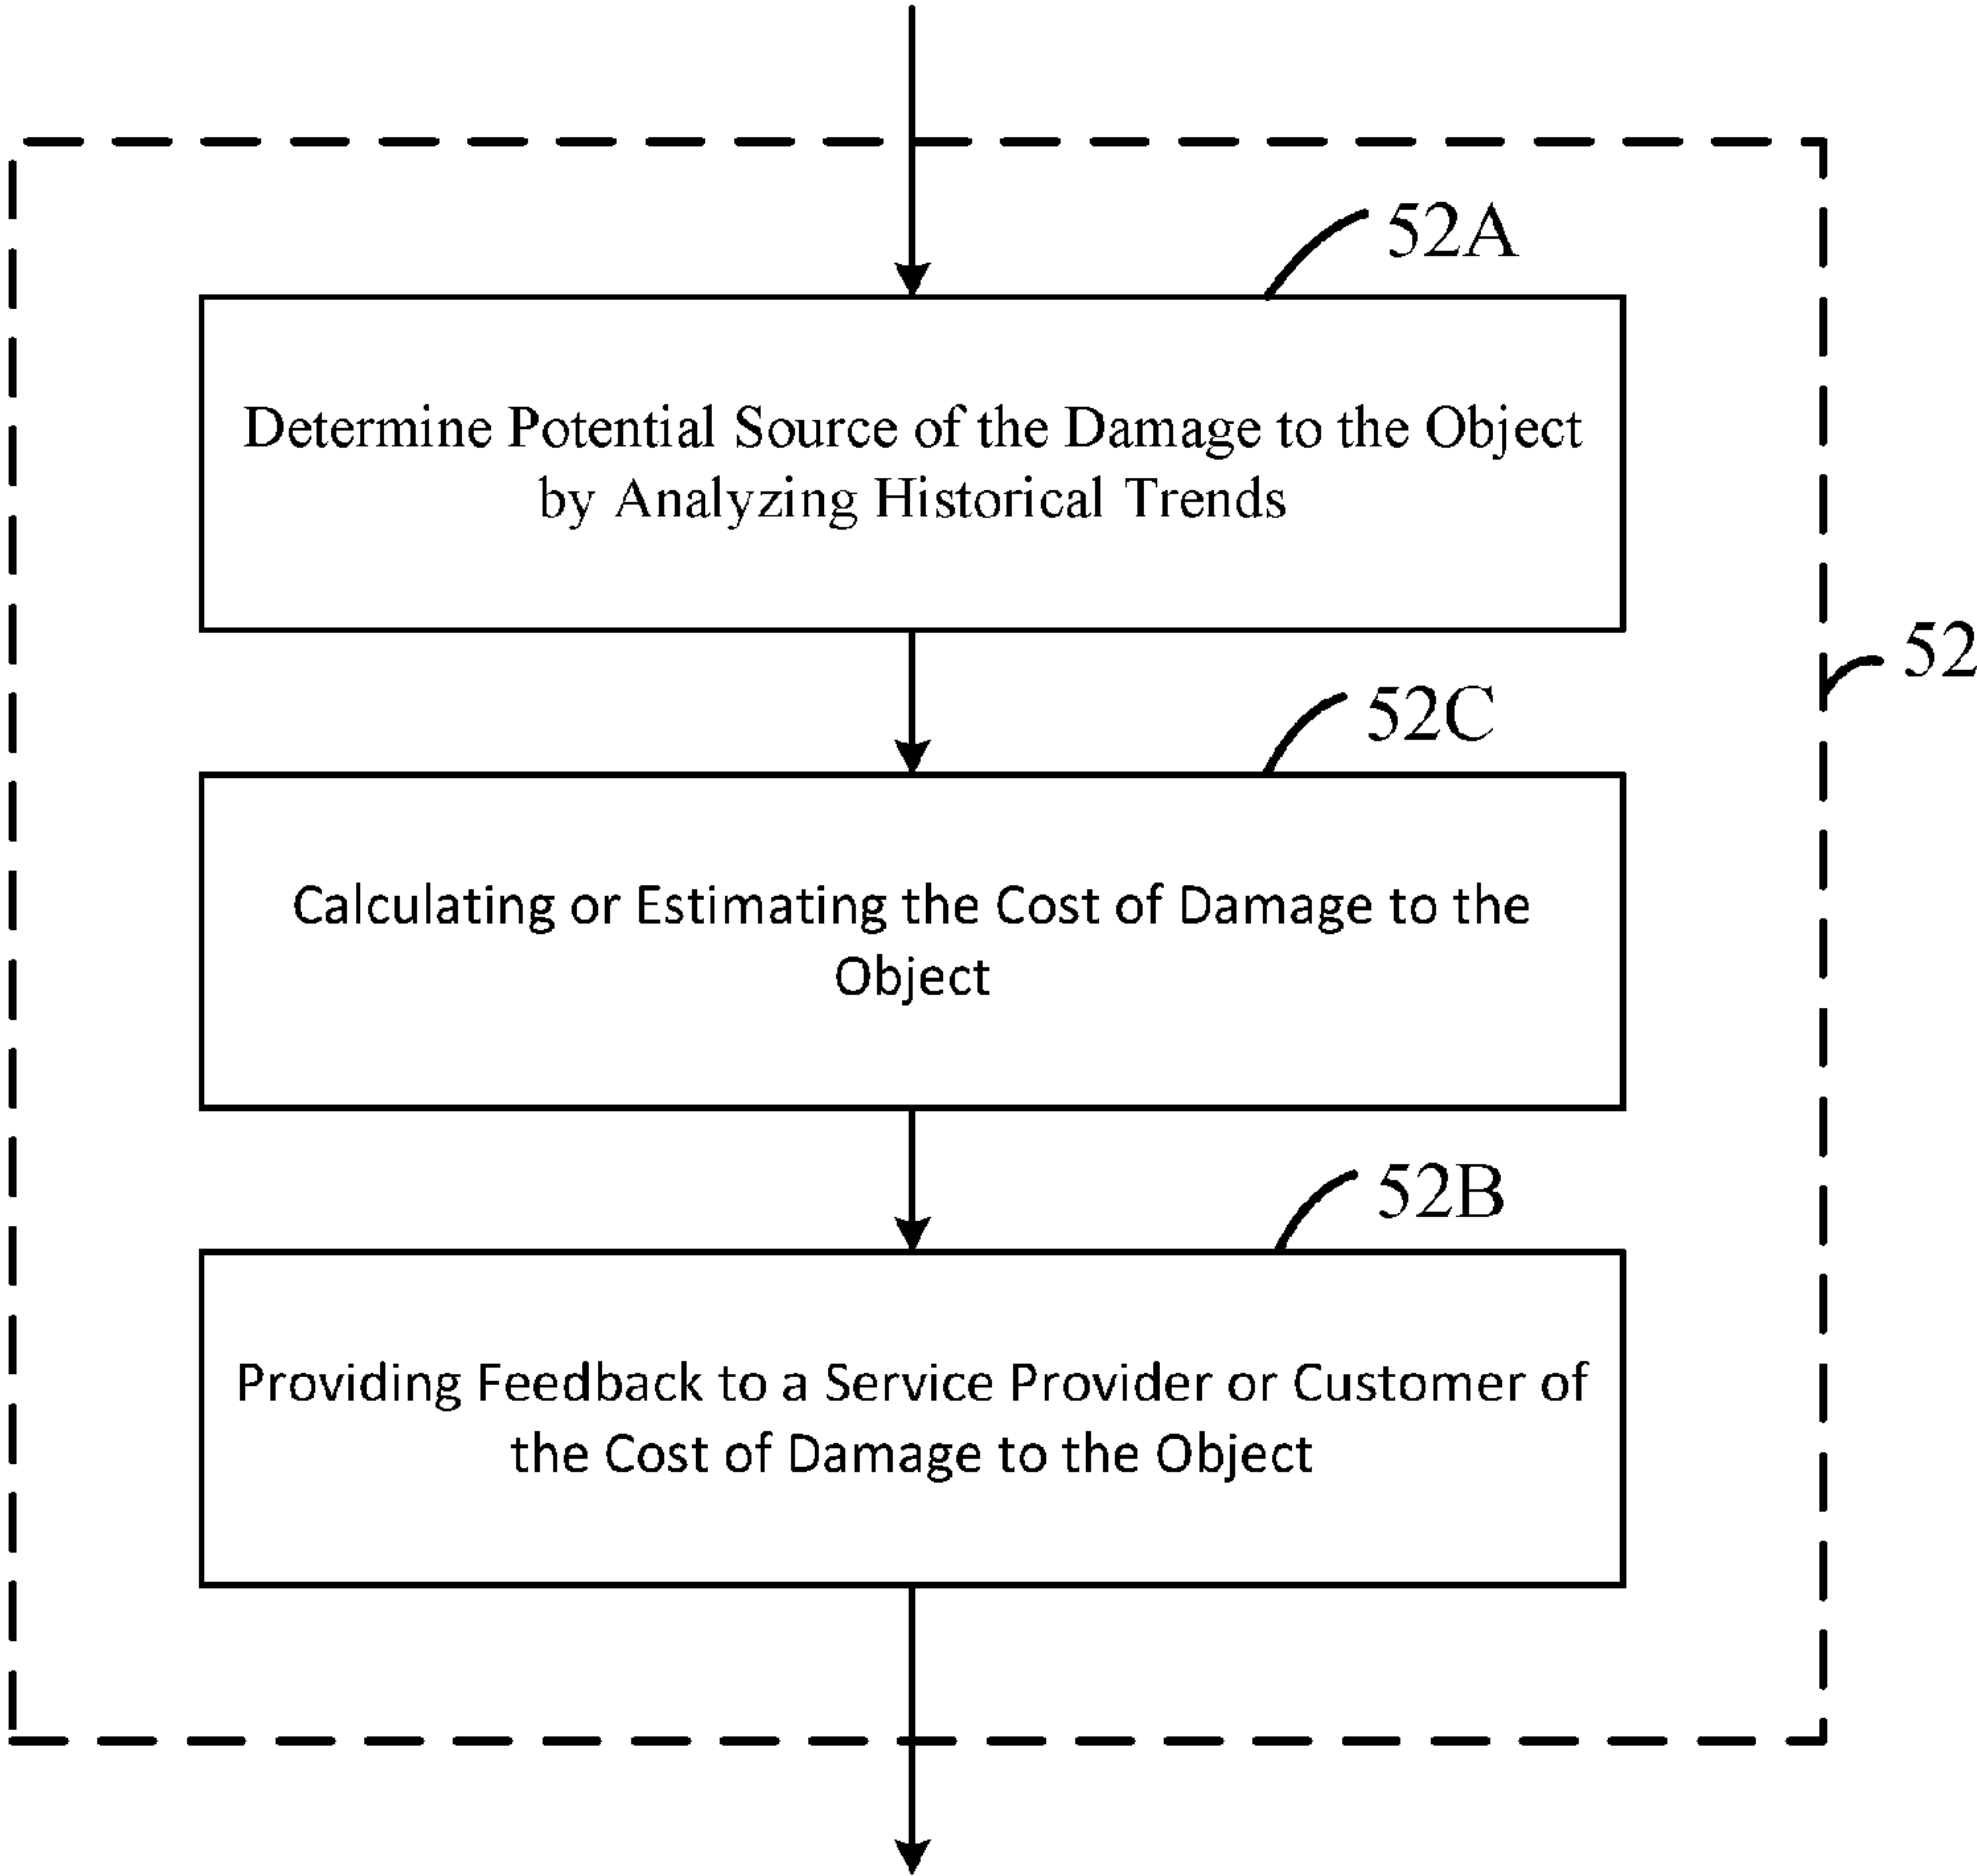 52A
Determine Potential Source of the Damage to the Object
by Analyzing Historical Trends
52
52C
Calculating or Estimating the Cost of Damage to the
Object
52B
Providing Feedback to a Service Provider or Customer of
the Cost of Damage to the Object